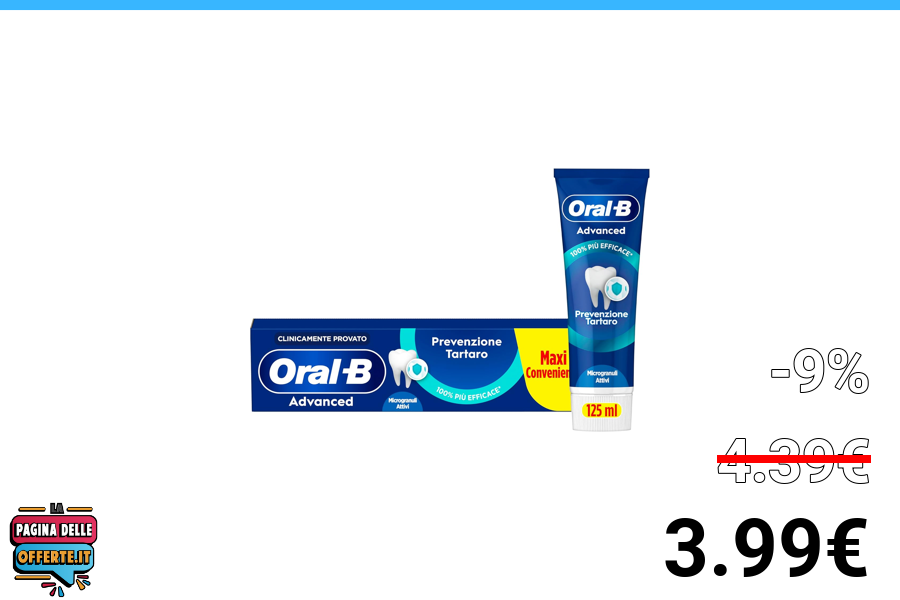 Oral-B
Advanced
100% PIÙ EFFICACE*
Prevenzione
Tartaro
Microgranuli
Attivi
125 ml
CLINICAMENTE PROVATO
Oral-B
Advanced
Prevenzione
Tartaro
100% PIÙ EFFICACE*
Microgranuli
Attivi
Maxi
-9%
4.39€
3.99€
LA
PAGINA DELLE
OFFERTE.IT